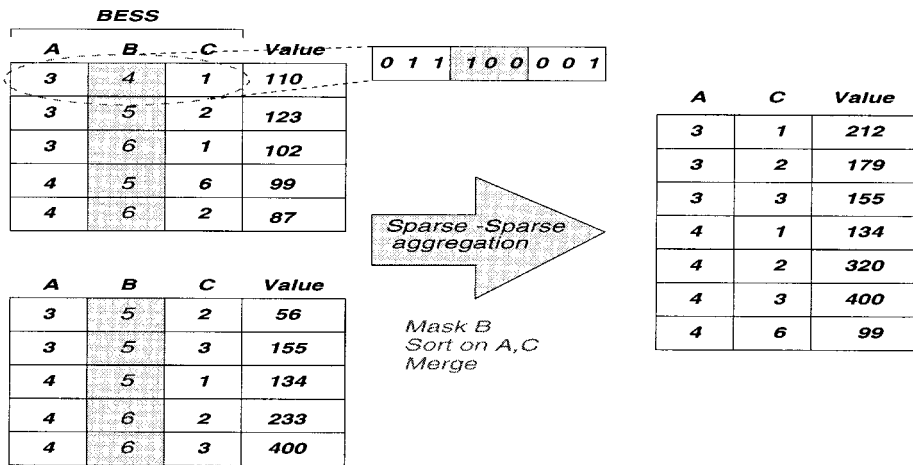 BESS
A B C Value
3 4 1 110
3 5 2 123
3 6 1 102
4 5 6 99
4 6 2 87
0 1 1 1 0 0 0 0 1
A B C Value
3 5 2 56
3 5 3 155
4 5 1 134
4 6 2 233
4 6 3 400
Sparse -Sparse
aggregation
Mask B
Sort on A,C
Merge
A C Value
3 1 212
3 2 179
3 3 155
4 1 134
4 2 320
4 3 400
4 6 99